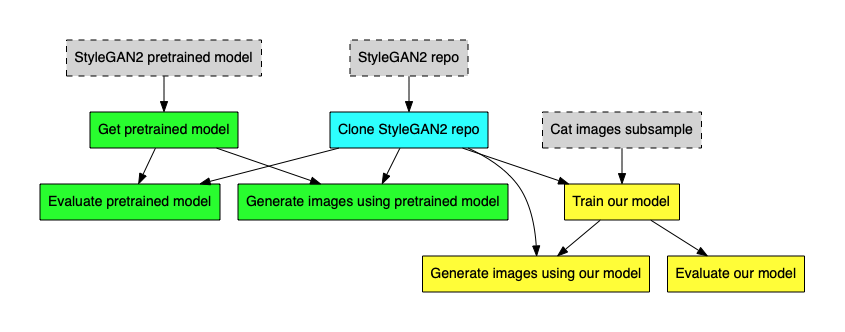 StyleGAN2 pretrained model
StyleGAN2 repo
Get pretrained model
Clone StyleGAN2 repo
Cat images subsample
Evaluate pretrained model
Generate images using pretrained model
Train our model
Generate images using our model
Evaluate our model